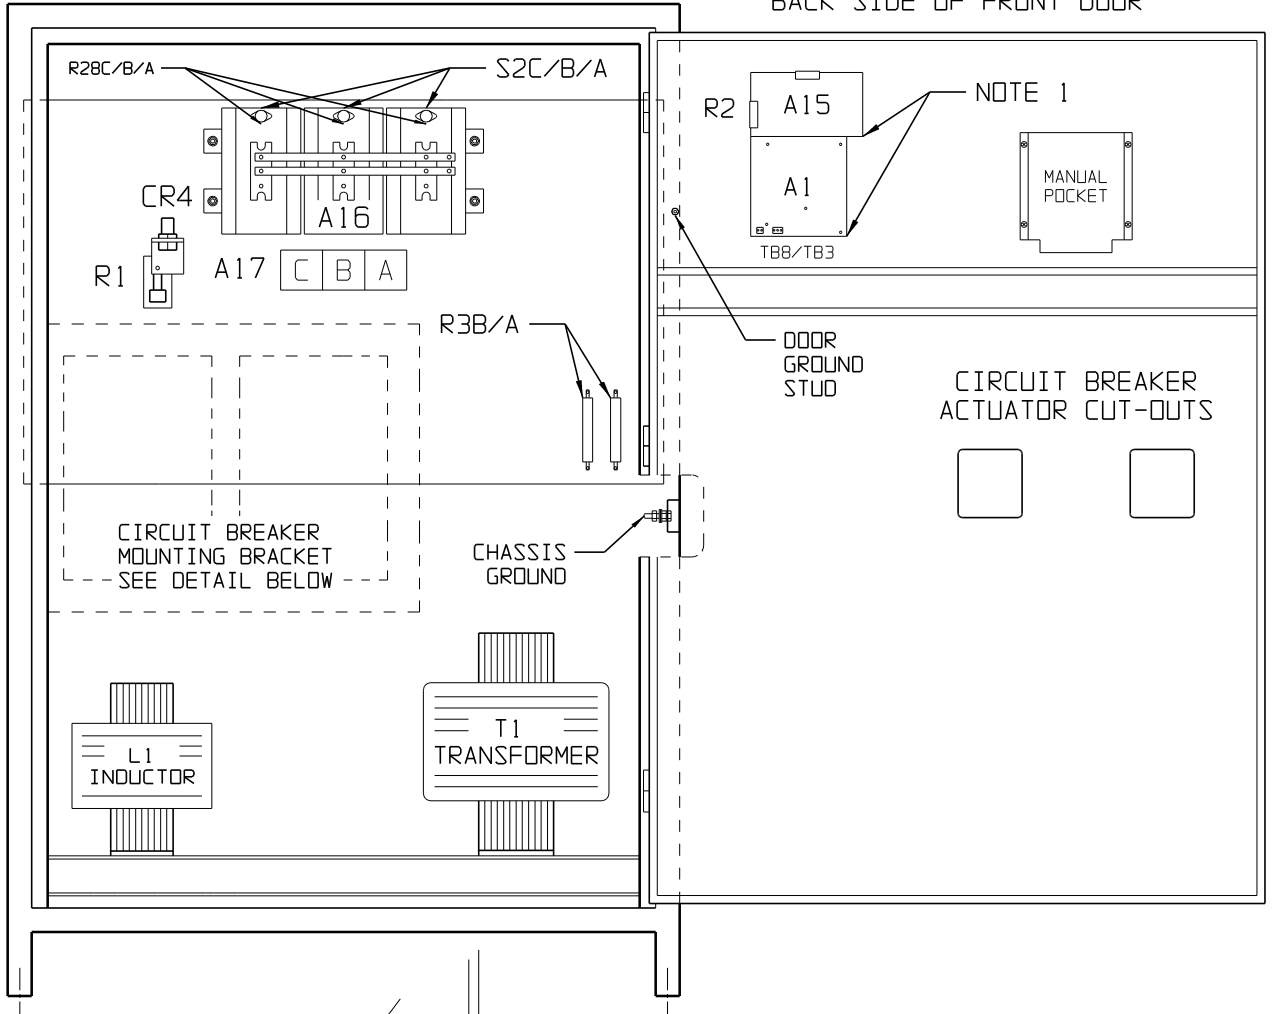 BACK SIDE OF FRONT DOOR
R28C/B/A
S2C/B/A
R2
A15
NOTE 1
A1
MANUAL
POCKET
CR4
A16
TB8/TB3
R1
A17
C B A
R3B/A
DOOR
GROUND
STUD
CIRCUIT BREAKER
ACTUATOR CUT-OUTS
CIRCUIT BREAKER
MOUNTING BRACKET
SEE DETAIL BELOW
CHASSIS
GROUND
T1
TRANSFORMER
L1
INDUCTOR